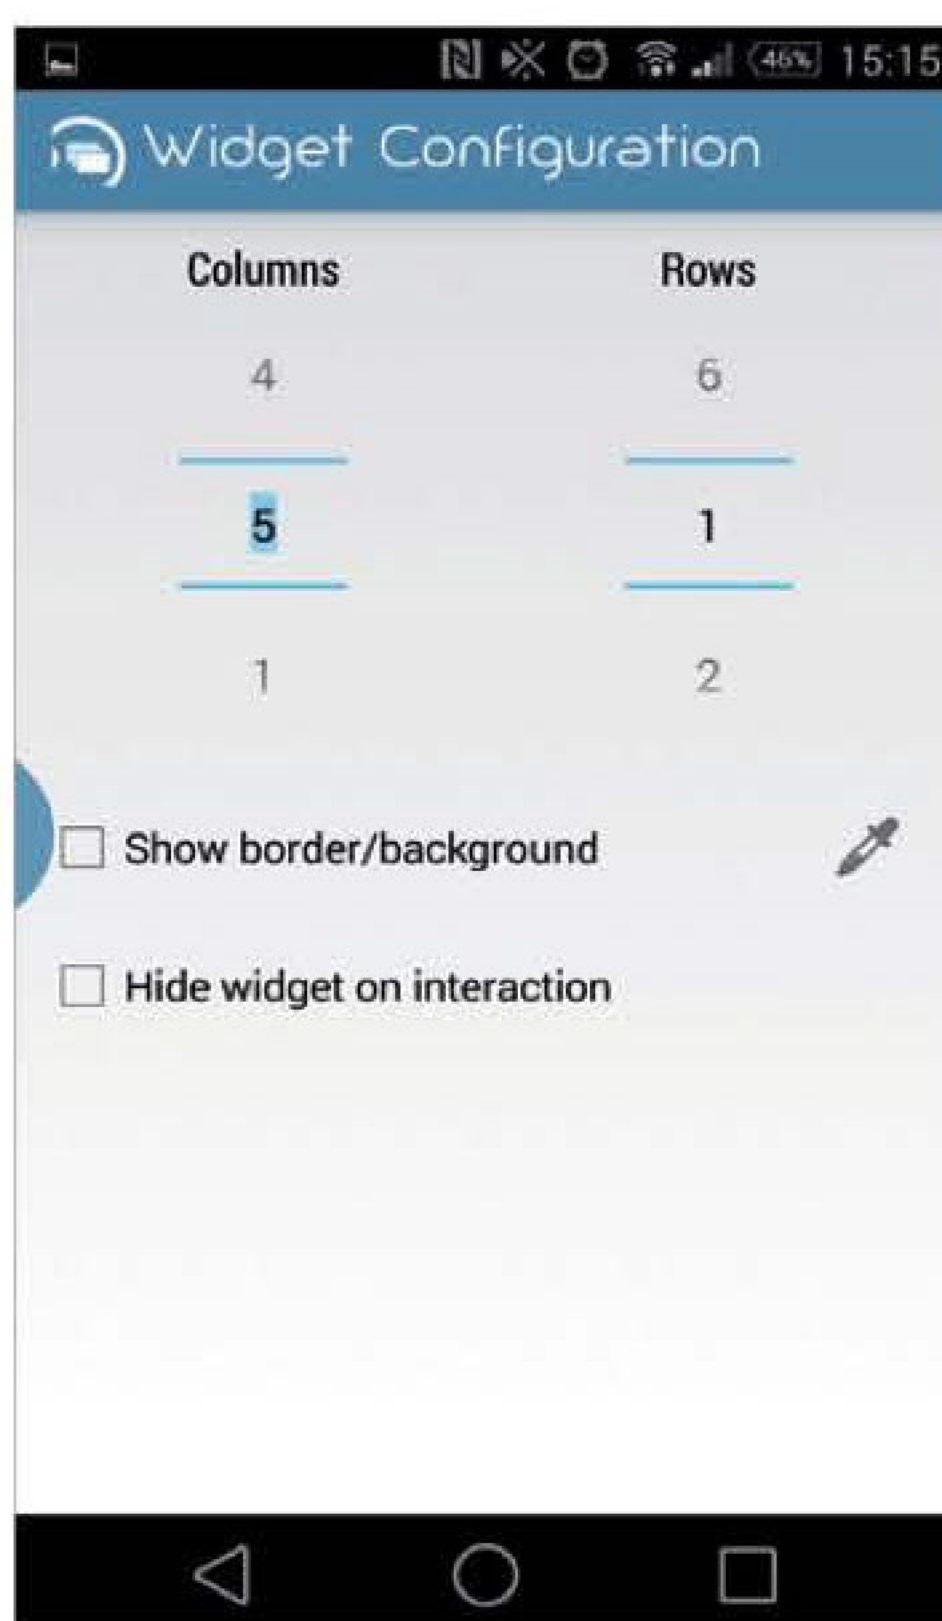 46% 15:15
Widget Configuration
Columns Rows
4 6
5 1
1 2
Show border/background
Hide widget on interaction